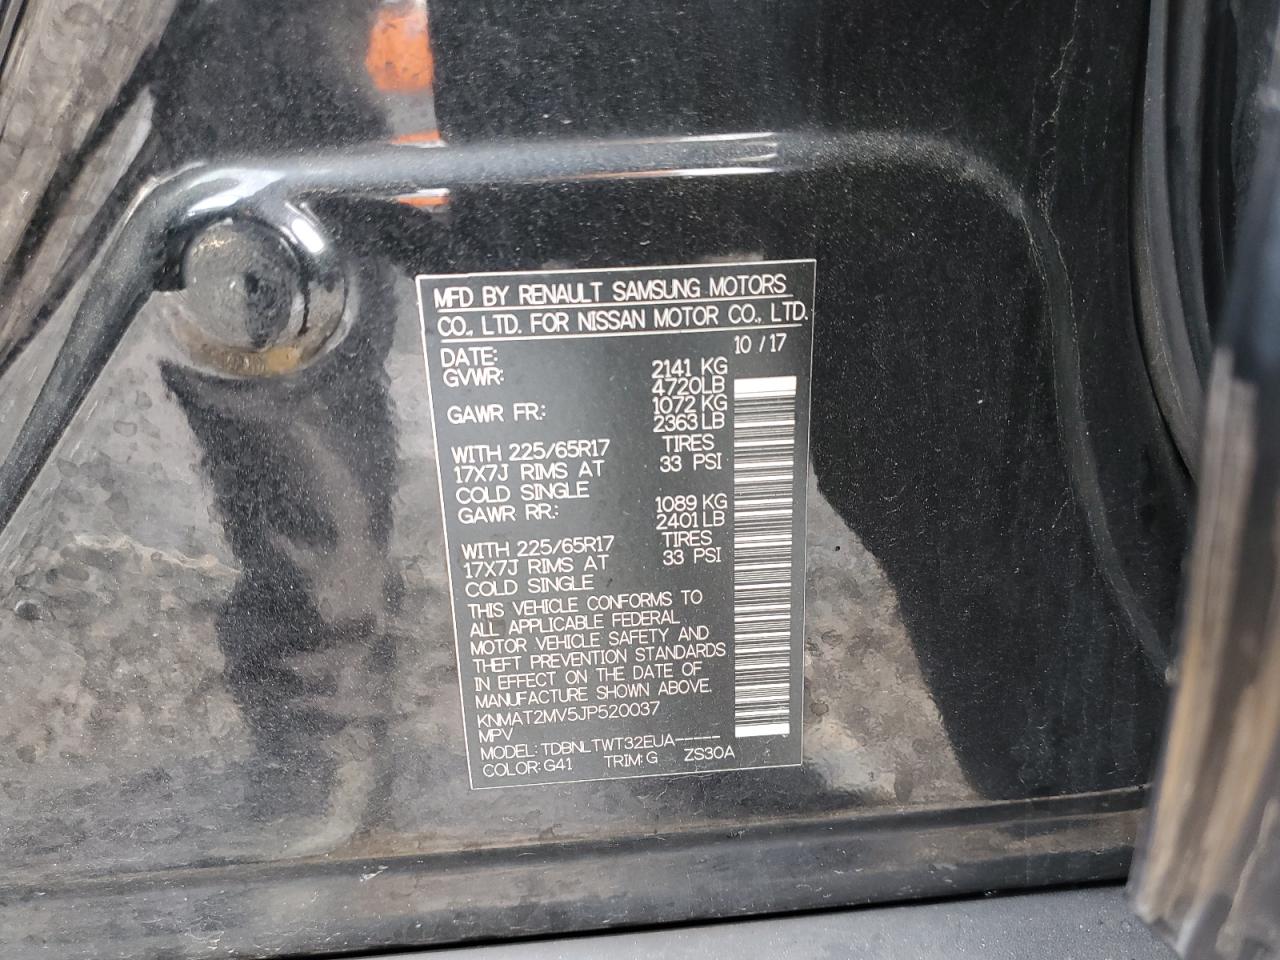 MFD BY RENAULT SAMSUNG MOTORS
CO., LTD. FOR NISSAN MOTOR CO., LTD.
DATE: 10 / 17
GVWR: 2141 KG
4720LB
GAWR FR: 1072 KG
2363LB
WITH 225/65R17 TIRES
17X7J RIMS AT 33 PSI
COLD SINGLE
GAWR RR: 1089 KG
2401LB
WITH 225/65R17 TIRES
17X7J RIMS AT 33 PSI
COLD SINGLE
THIS VEHICLE CONFORMS TO
ALL APPLICABLE FEDERAL
MOTOR VEHICLE SAFETY AND
THEFT PREVENTION STANDARDS
IN EFFECT ON THE DATE OF
MANUFACTURE SHOWN ABOVE.
KNMAT2MV5JP520037
MPV
MODEL: TDBNLTWT32EUA-----
COLOR: G41 TRIM: G ZS30A